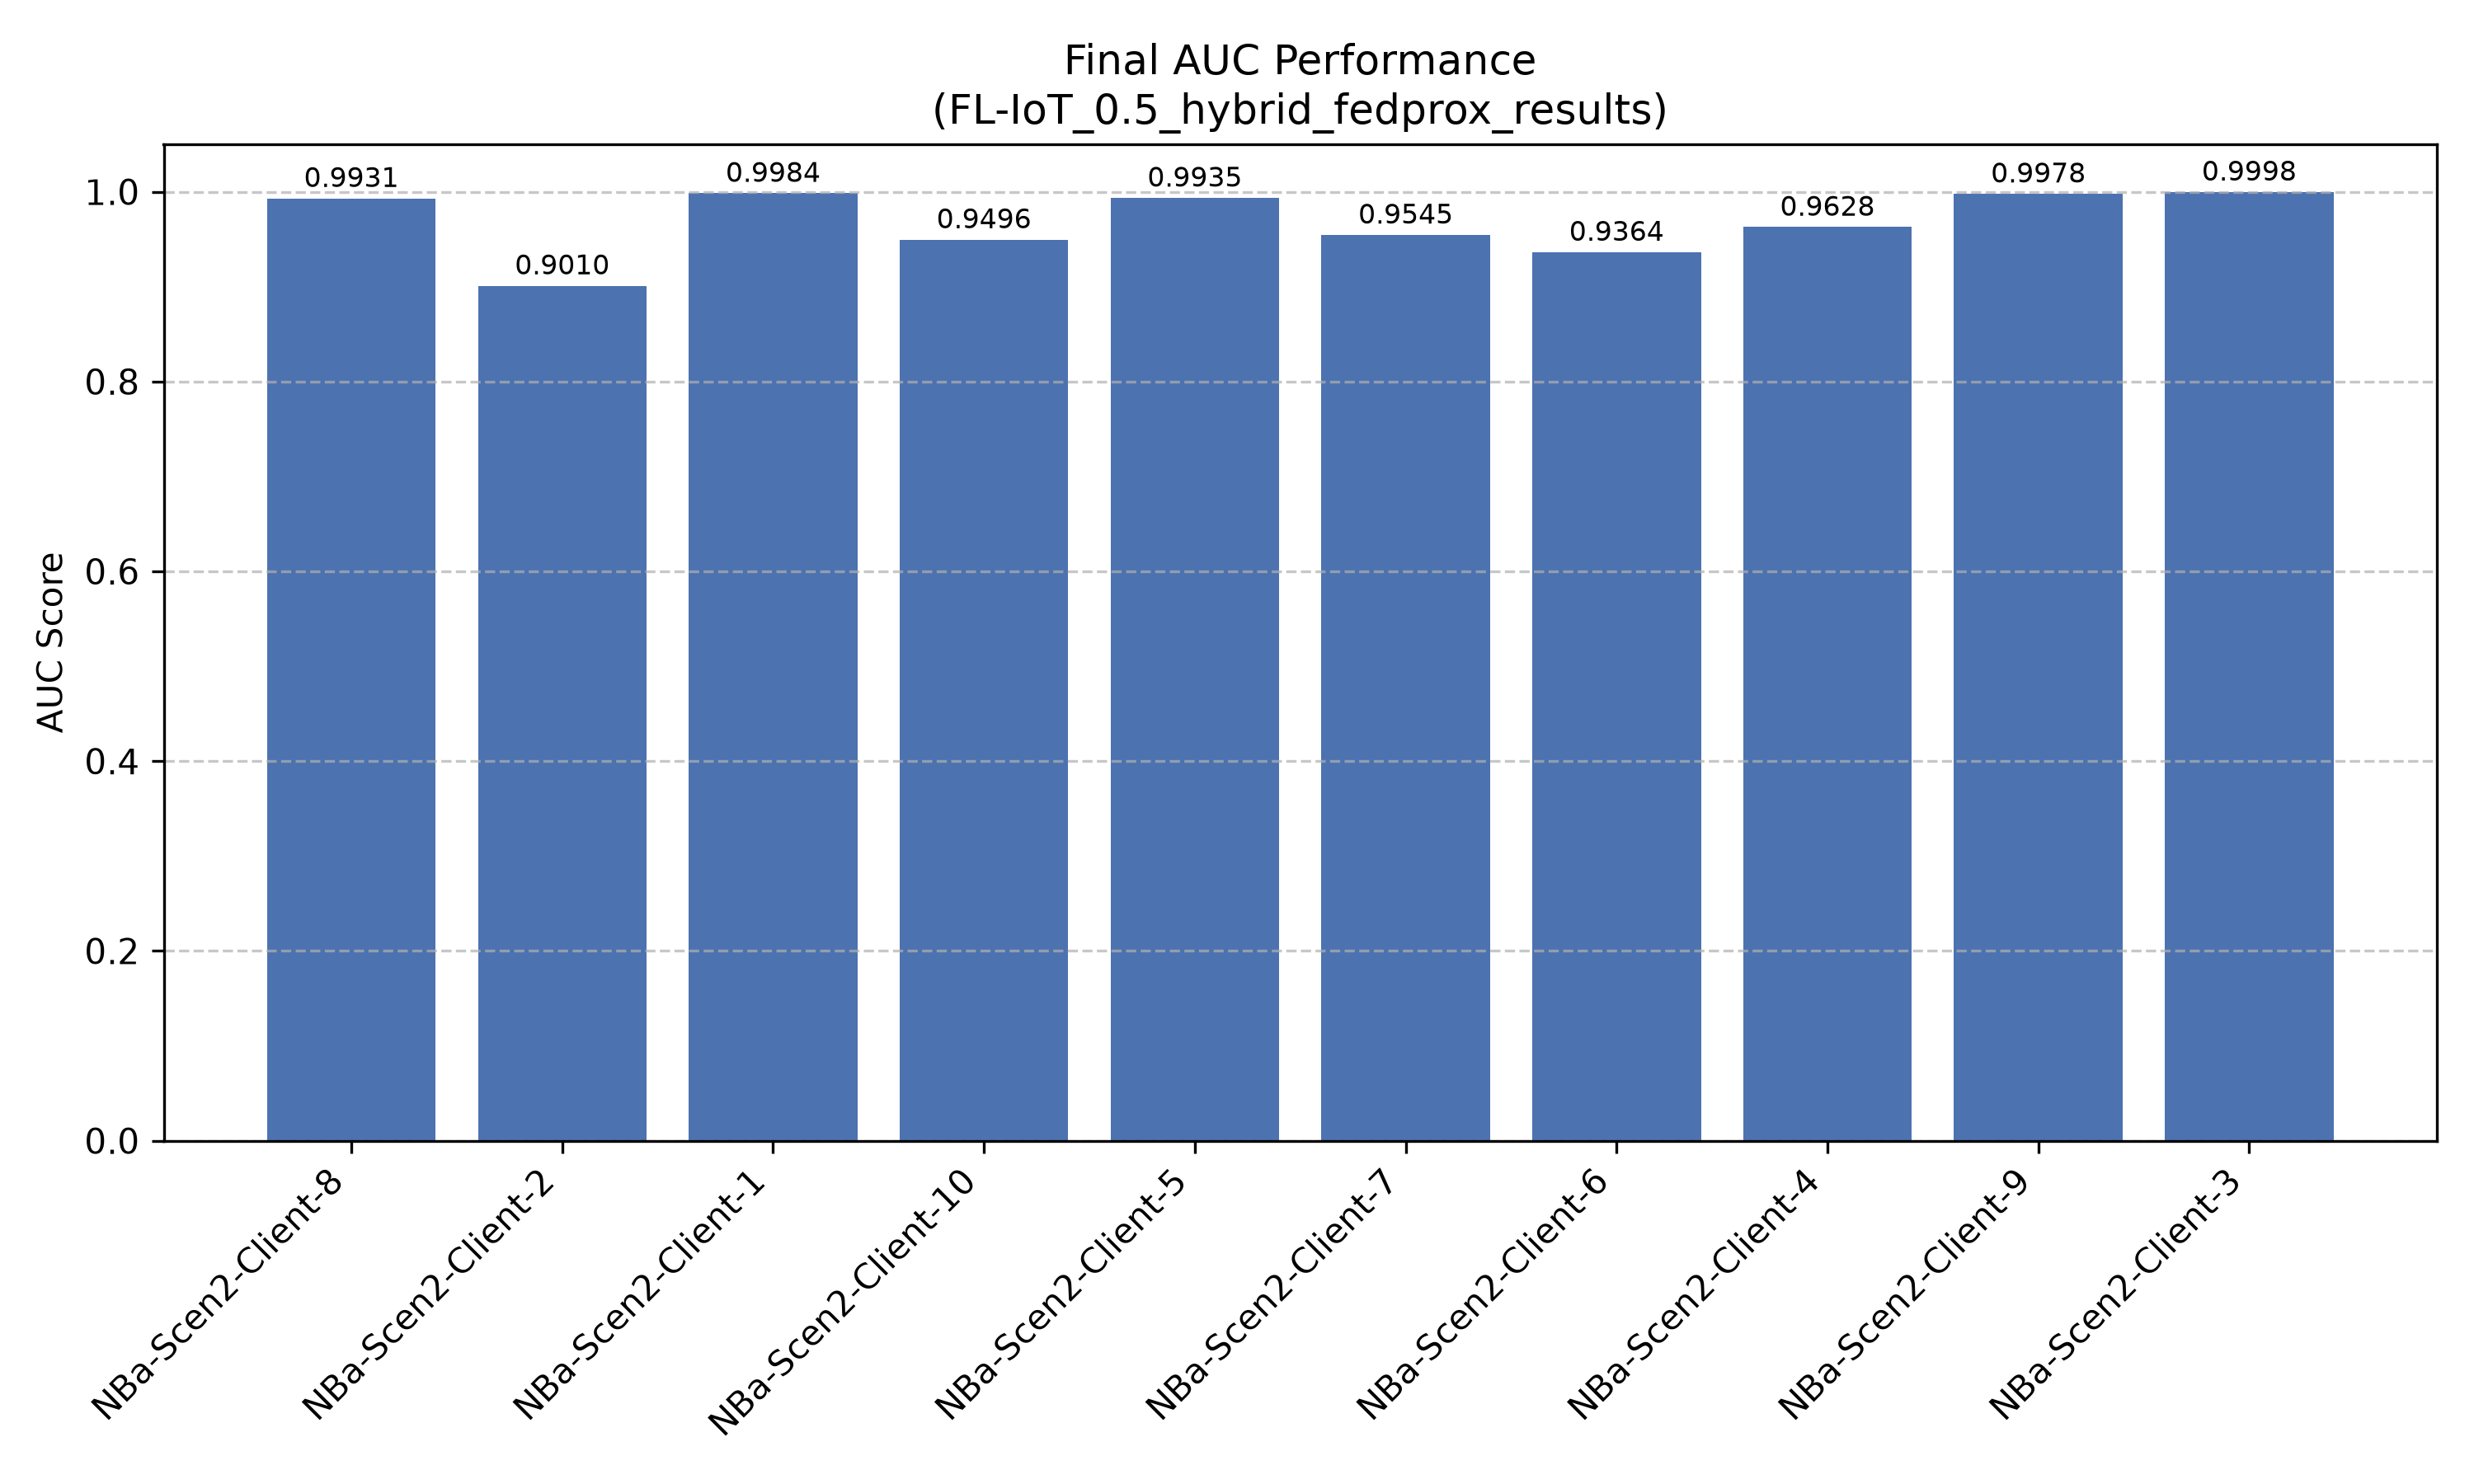 Final AUC Performance
(FL-IoT_0.5_hybrid_fedprox_results)
AUC Score
1.0
0.8
0.6
0.4
0.2
0.0
0.9931
0.9010
0.9984
0.9496
0.9935
0.9545
0.9364
0.9628
0.9978
0.9998
NBa-Scen2-Client-8
NBa-Scen2-Client-2
NBa-Scen2-Client-1
NBa-Scen2-Client-10
NBa-Scen2-Client-5
NBa-Scen2-Client-7
NBa-Scen2-Client-6
NBa-Scen2-Client-4
NBa-Scen2-Client-9
NBa-Scen2-Client-3